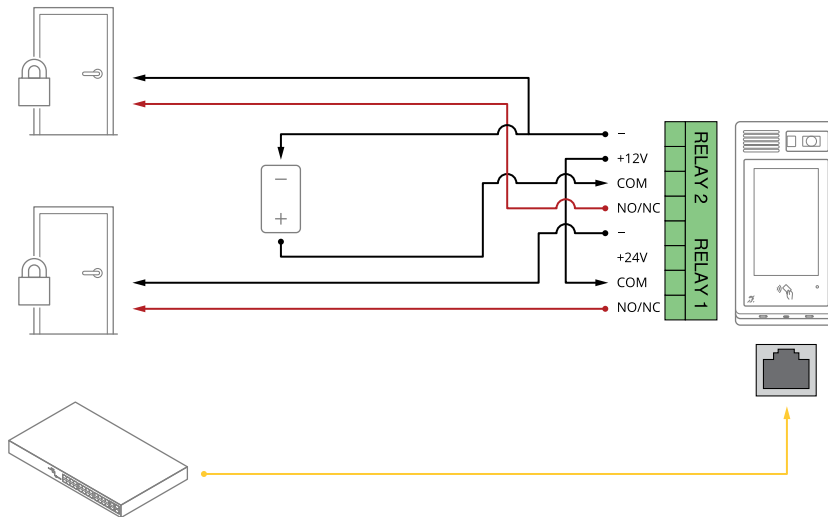 −
+12V
COM
NO/NC
−
+24V
COM
NO/NC
RELAY 2
RELAY 1
−
+